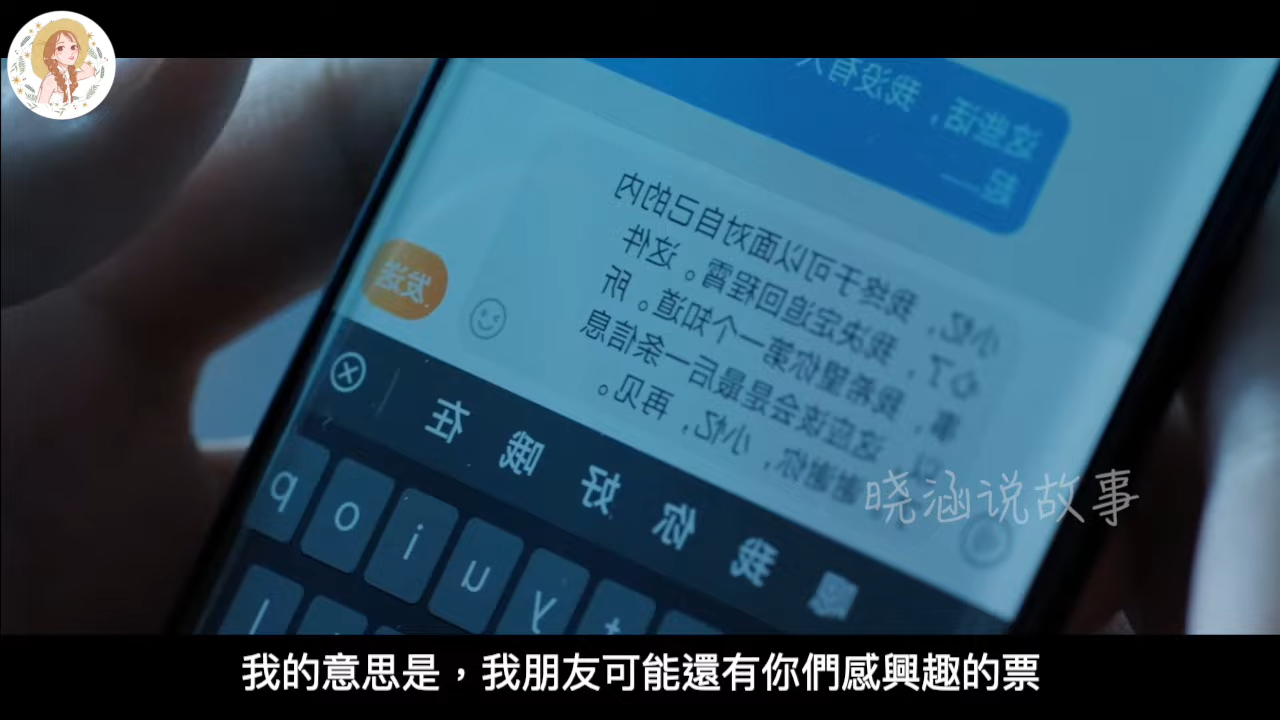 这些话，我没有人
小忆，我终于可以面对自己的内
心了，我决定追回程霄。这件
事，我希望你第一个知道。所
以，这应该会是最后一条信息
谢谢你，小忆，再见。
发送
嗯 我 你 好 哦 在
t y u i o p
l
晓涵说故事
我的意思是，我朋友可能還有你們感興趣的票